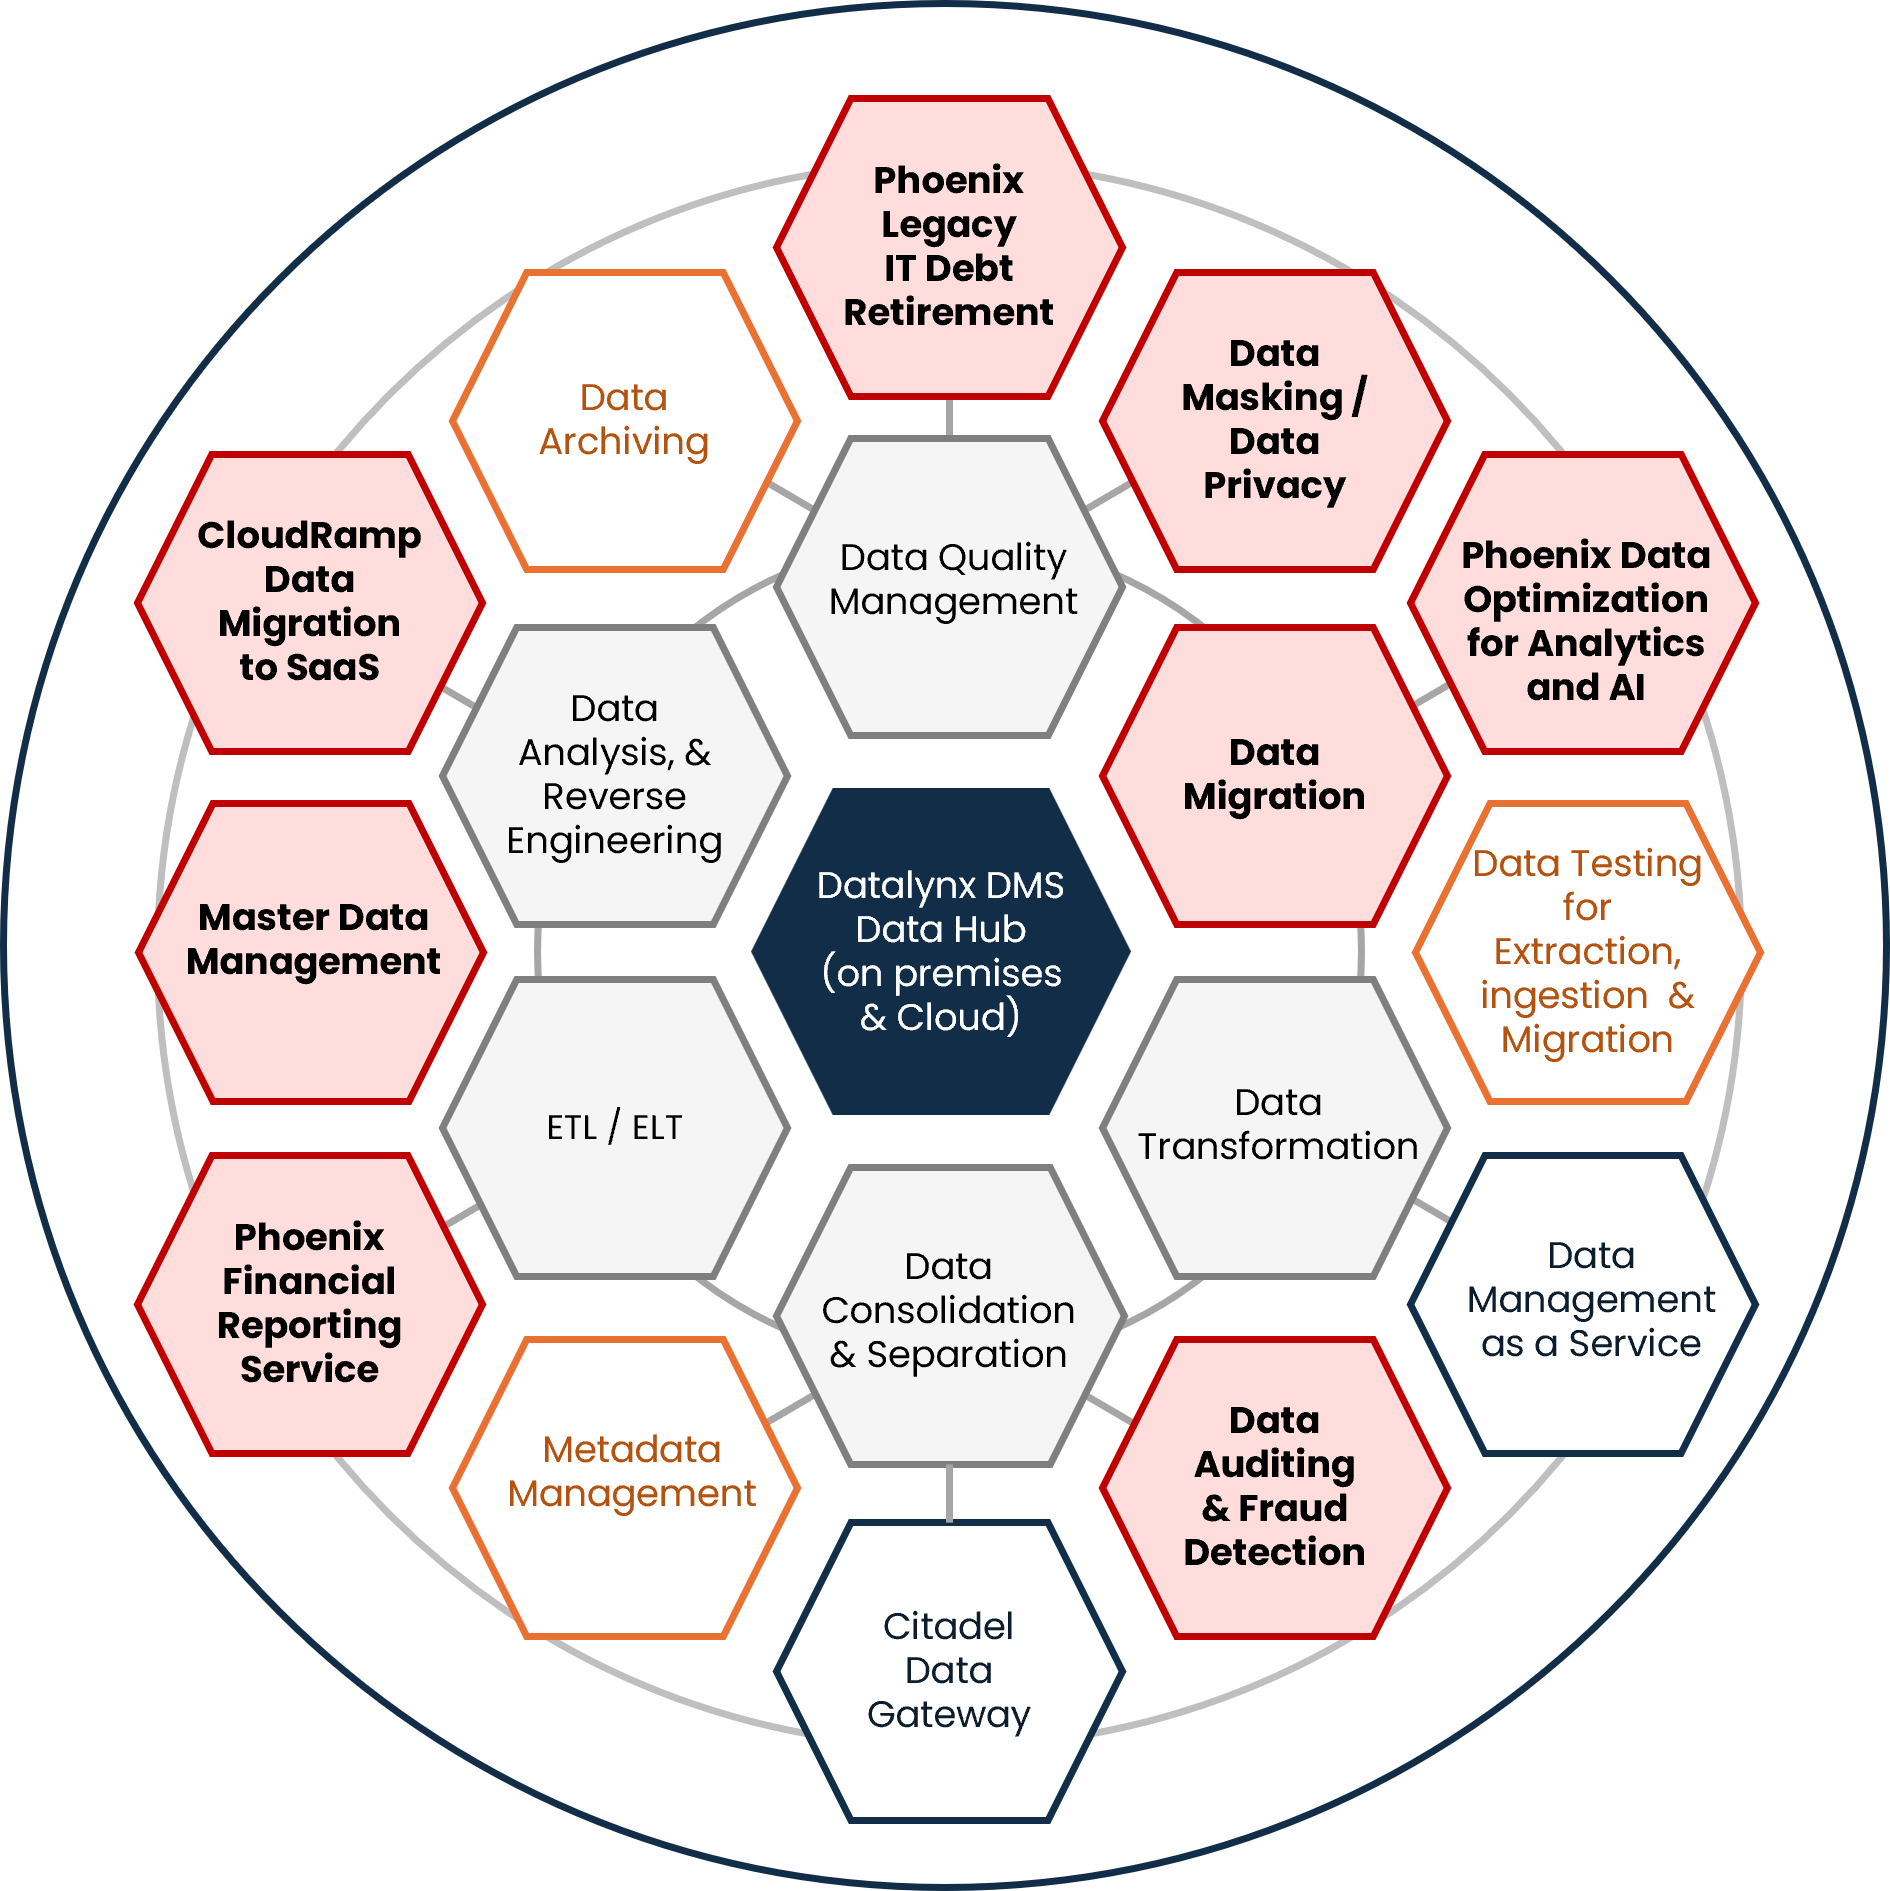 Phoenix
Legacy
IT Debt
Retirement
Data
Archiving
Data
Masking /
Data
Privacy
CloudRamp
Data
Migration
to SaaS
Data Quality
Management
Phoenix Data
Optimization
for Analytics
and AI
Data
Analysis, &
Reverse
Engineering
Data
Migration
Master Data
Management
Datalynx DMS
Data Hub
(on premises
& Cloud)
Data Testing
for
Extraction,
ingestion  &
Migration
ETL / ELT
Data
Transformation
Phoenix
Financial
Reporting
Service
Data
Consolidation
& Separation
Data
Management
as a Service
Metadata
Management
Data
Auditing
& Fraud
Detection
Citadel
Data
Gateway